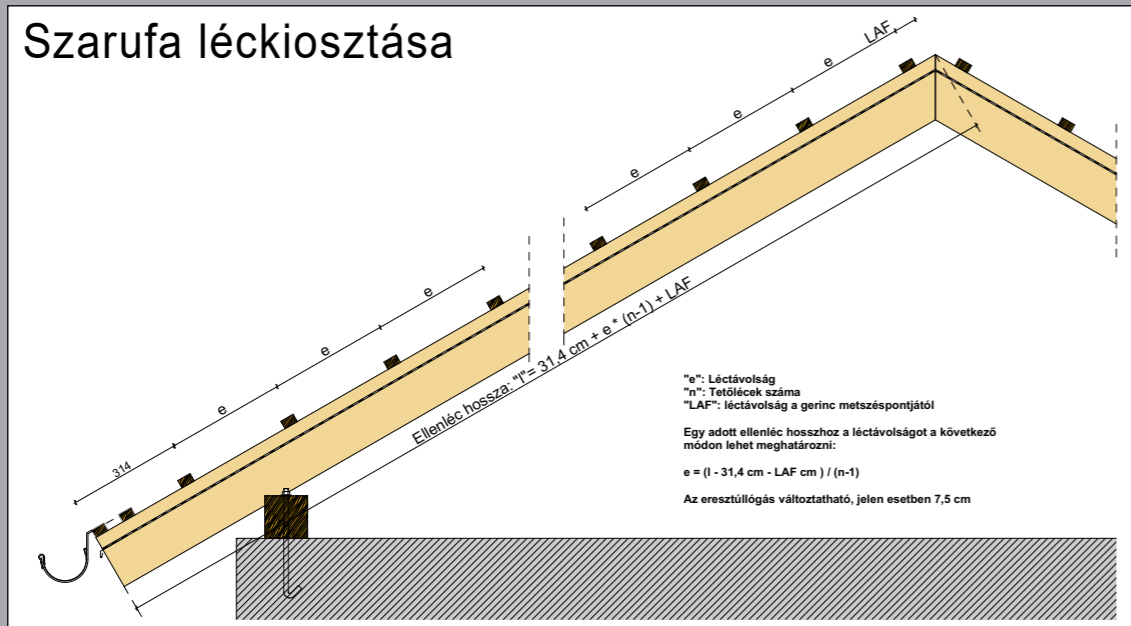 Szarufa léckiosztása
LAF
e
e
e
e
e
e
314
Ellenléc hossza: "l"= 31,4 cm + e * (n-1) + LAF
"e": Léctávolság
"n": Tetőlécek száma
"LAF": léctávolság a gerinc metszéspontjától
Egy adott ellenléc hosszhoz a léctávolságot a következő
módon lehet meghatározni:
e = (l - 31,4 cm - LAF cm ) / (n-1)
Az eresztúllógás változtatható, jelen esetben 7,5 cm